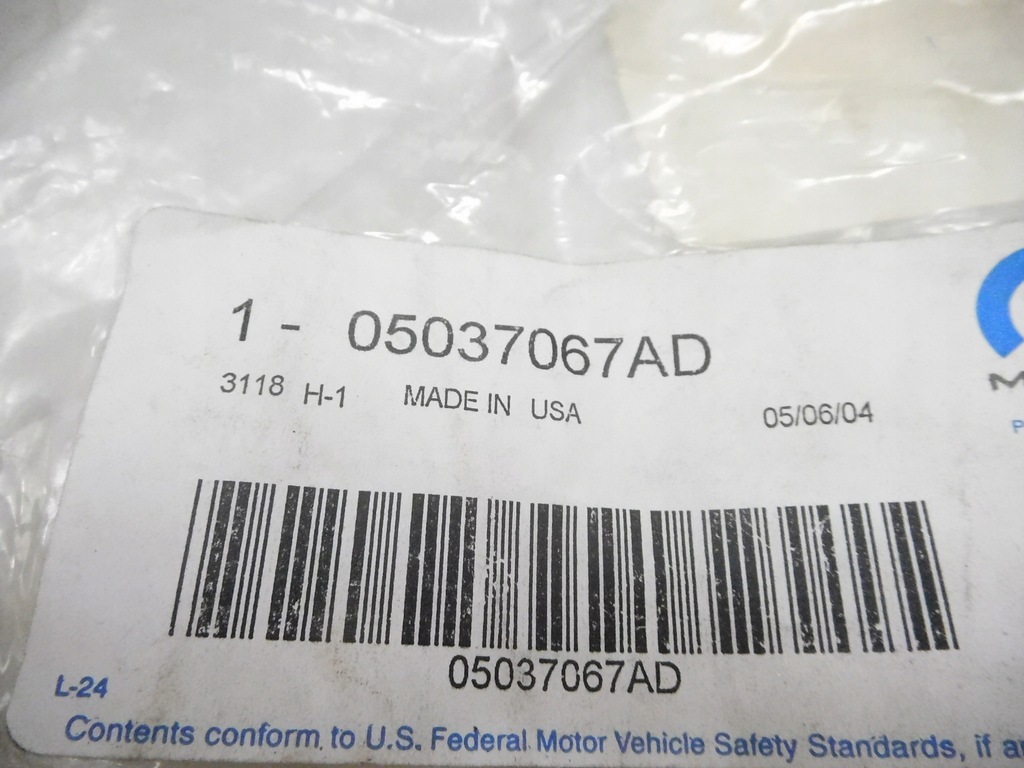 1 - 05037067AD
3118 H-1 MADE IN USA 05/06/04
05037067AD
L-24
Contents conform to U.S. Federal Motor Vehicle Safety Standards, if